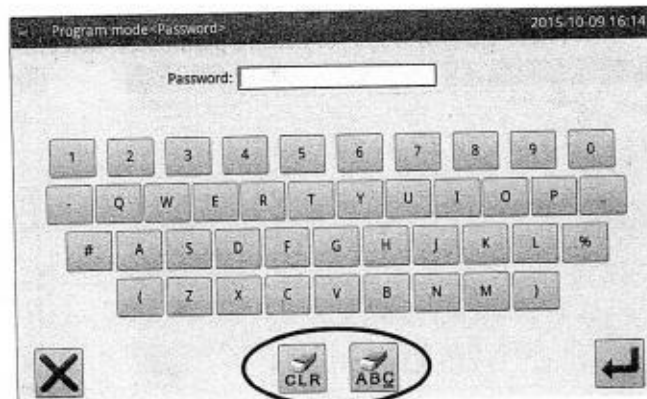 Program mode<Password>
2015-10-09 16:14
Password:
1 2 3 4 5 6 7 8 9 0
- Q W E R T Y U I O P _
# A S D F G H J K L %
( Z X C V B N M )
CLR ABC